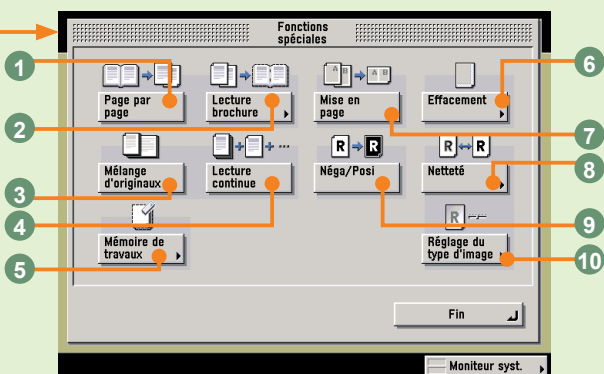 Fonctions
spéciales
1
Page par
page
2
Lecture
brochure
A B
A B
Mise en
page
7
Effacement
6
3
Mélange
d'originaux
4
Lecture
continue
R R
Néga/Posi
9
R R
Netteté
8
5
Mémoire de
travaux
R
Réglage du
type d'image
10
Fin
Moniteur syst.